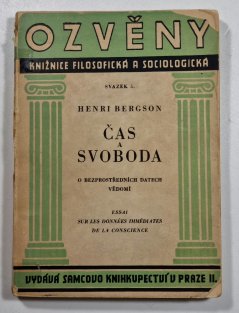 OZVĚNY
KNIŽNICE FILOSOFICKÁ A SOCIOLOGICKÁ
SVAZEK 5.
HENRI BERGSON
ČAS
A
SVOBODA
O BEZPROSTŘEDNÍCH DATECH
VĚDOMÍ
ESSAI
SUR LES DONNÉES IMMÉDIATES
DE LA CONSCIENCE
VYDÁVÁ SAMCOVO KNIHKUPECTVÍ V PRAZE II.